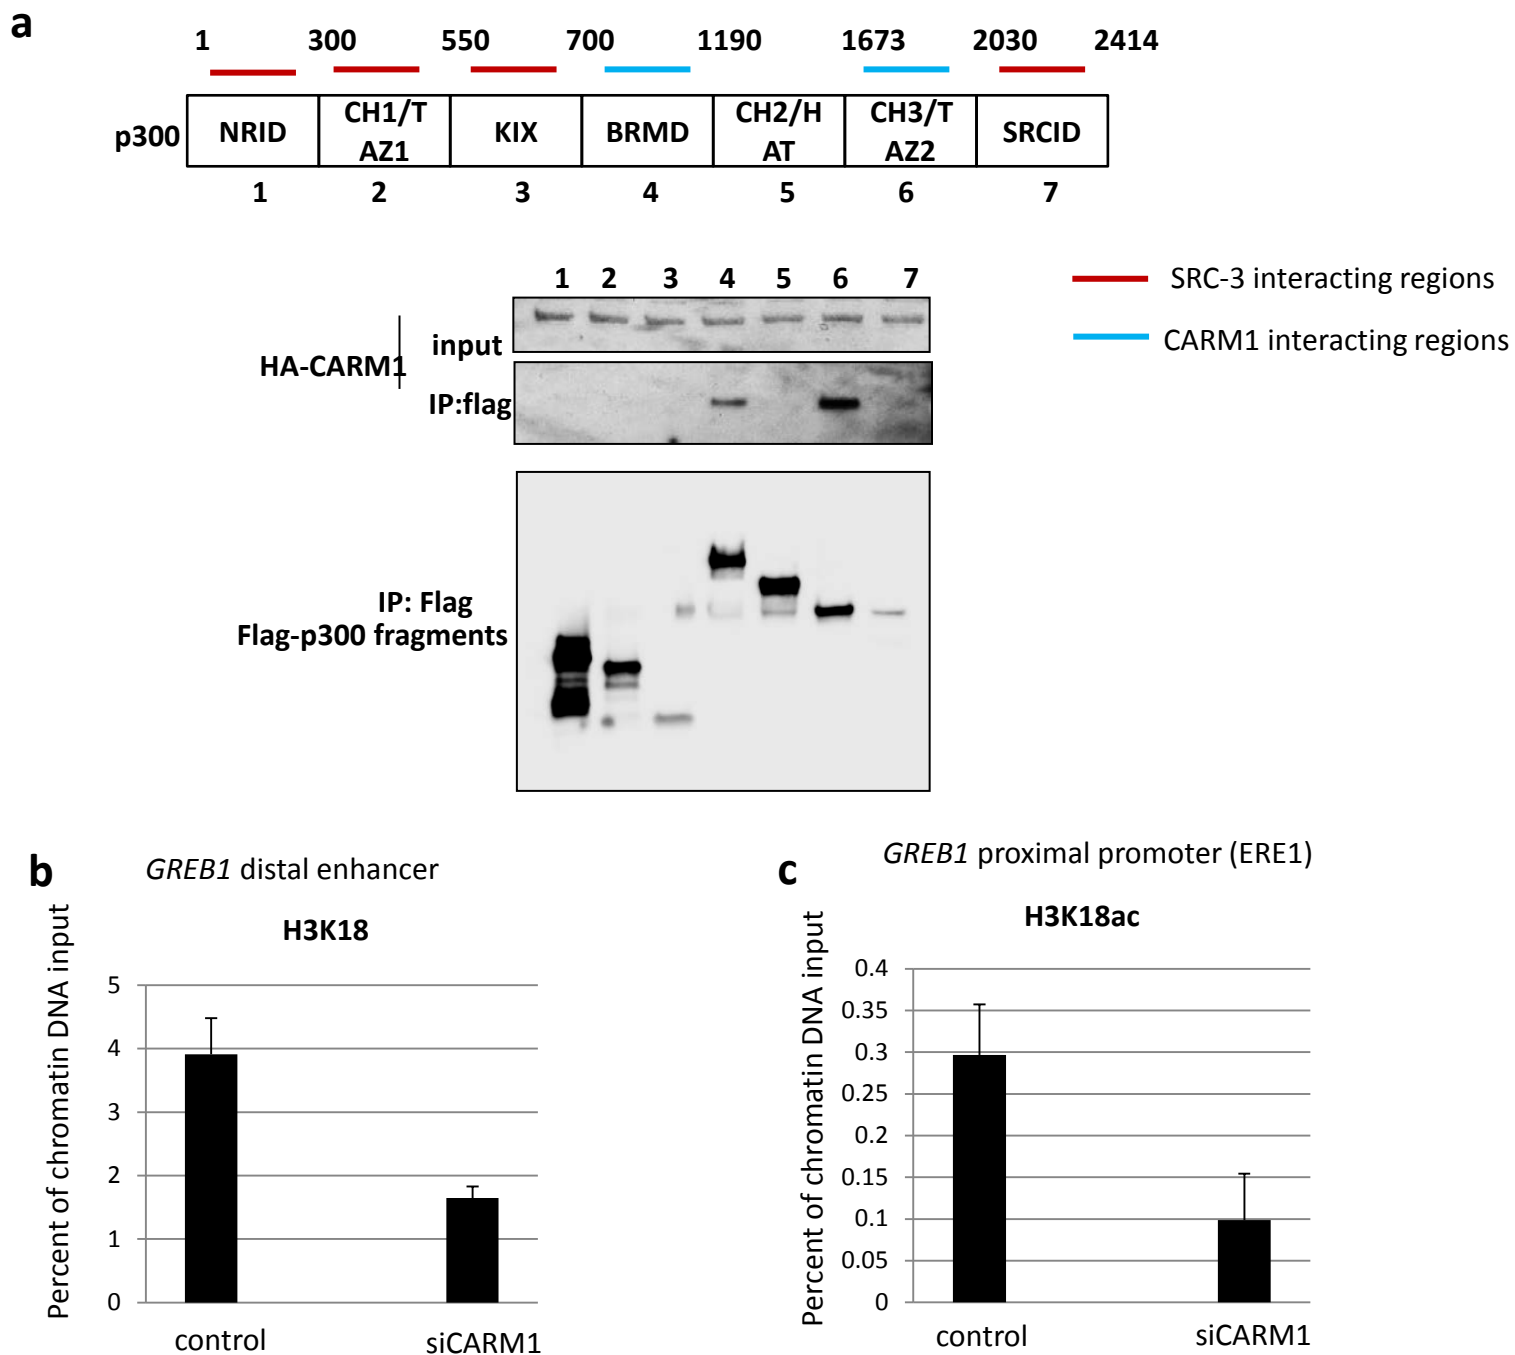 a
1 300 550 700 1190 1673 2030 2414
p300 NRID CH1/T KIX BRMD CH2/H CH3/T SRCID
AZ1 AT AZ2
1 2 3 4 5 6 7
1 2 3 4 5 6 7
SRC-3 interacting regions
CARM1 interacting regions
HA-CARM1
input
IP:flag
IP: Flag
Flag-p300 fragments
b
GREB1 distal enhancer
H3K18
Percent of chromatin DNA input
5
4
3
2
1
0
control siCARM1
c
GREB1 proximal promoter (ERE1)
H3K18ac
Percent of chromatin DNA input
0.4
0.35
0.3
0.25
0.2
0.15
0.1
0.05
0
control siCARM1